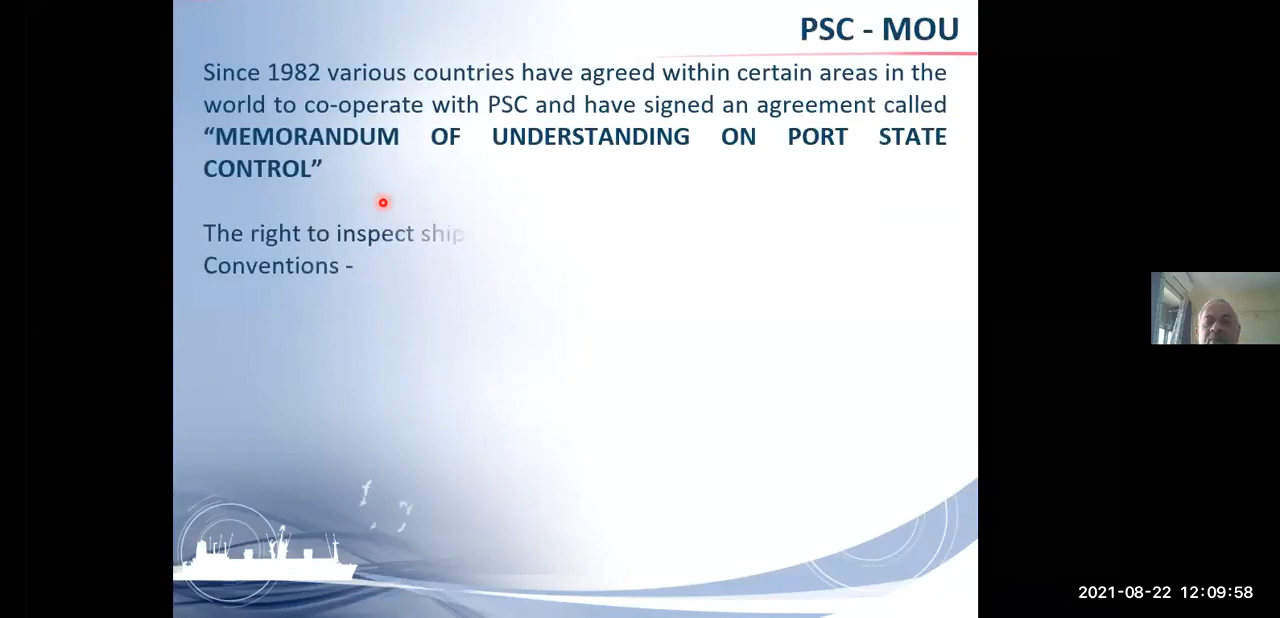 PSC - MOU
Since 1982 various countries have agreed within certain areas in the
world to co-operate with PSC and have signed an agreement called
“MEMORANDUM OF UNDERSTANDING ON PORT STATE
CONTROL”
The right to inspect ship
Conventions -
2021-08-22 12:09:58